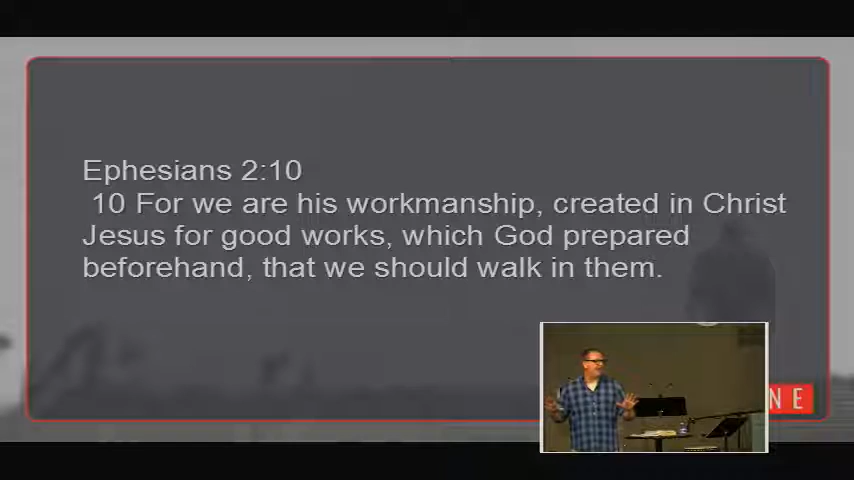 Ephesians 2:10
10 For we are his workmanship, created in Christ
Jesus for good works, which God prepared
beforehand, that we should walk in them.
NE